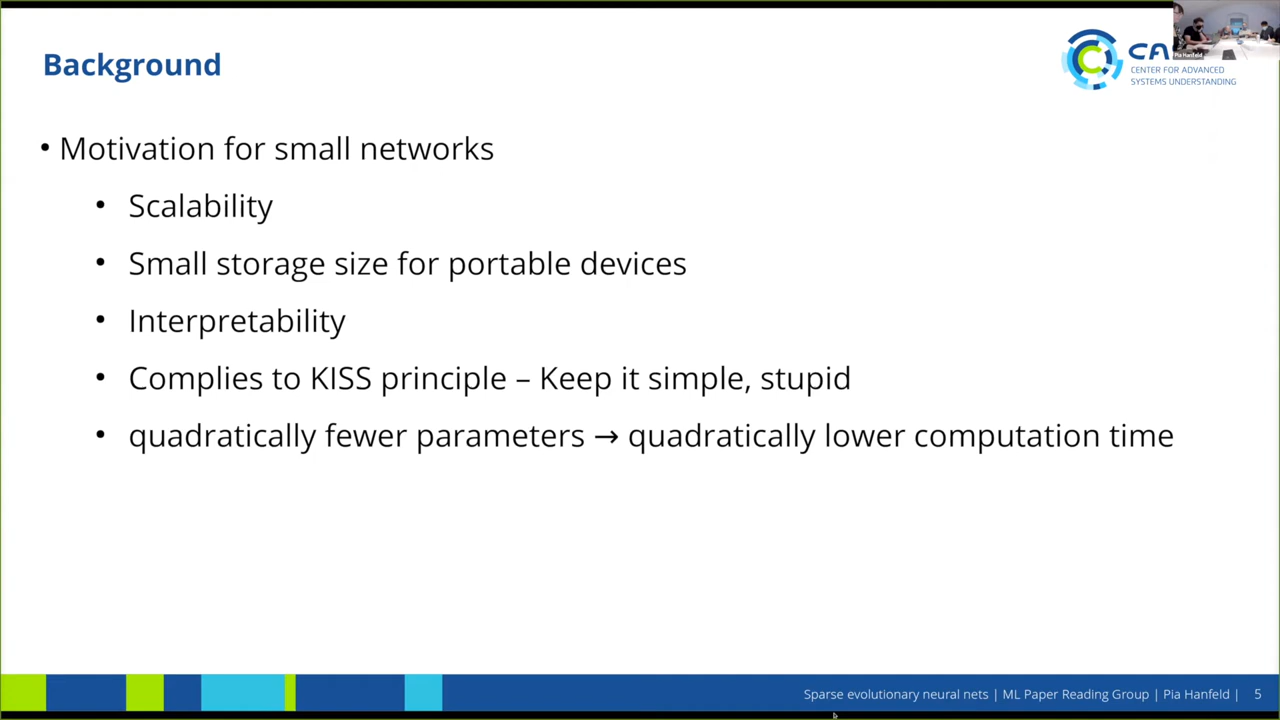 Background
CA
CENTER FOR ADVANCED
SYSTEMS UNDERSTANDING
Pia Hanfeld
• Motivation for small networks
• Scalability
• Small storage size for portable devices
• Interpretability
• Complies to KISS principle – Keep it simple, stupid
• quadratically fewer parameters → quadratically lower computation time
Sparse evolutionary neural nets | ML Paper Reading Group | Pia Hanfeld | 5